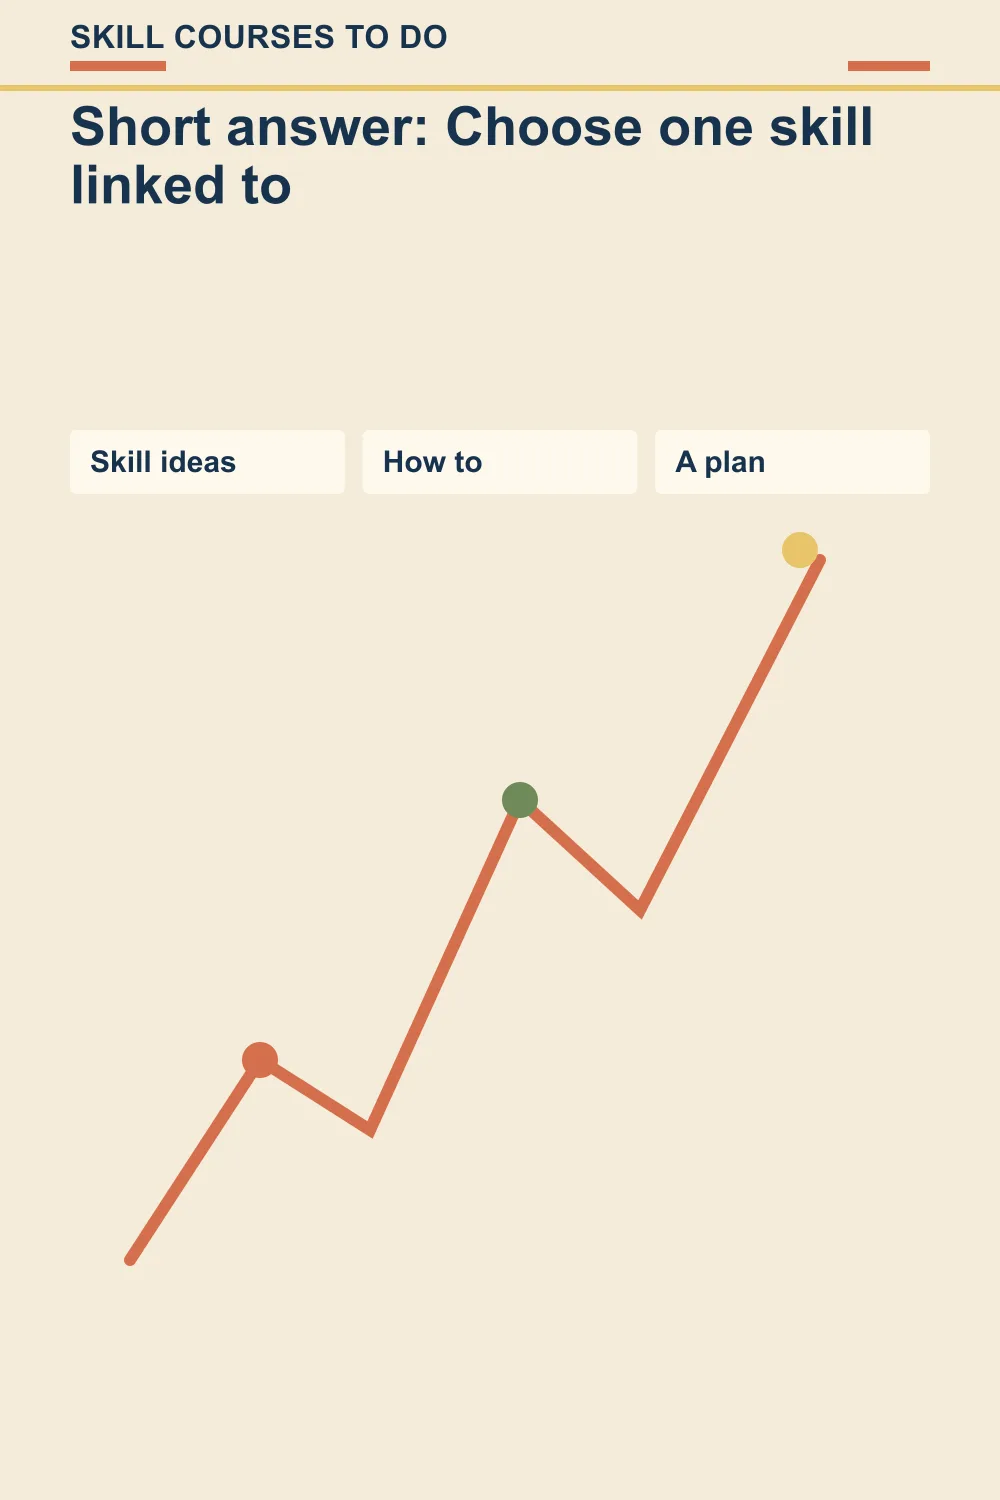 SKILL COURSES TO DO
Short answer: Choose one skill
linked to
Skill ideas
How to
A plan